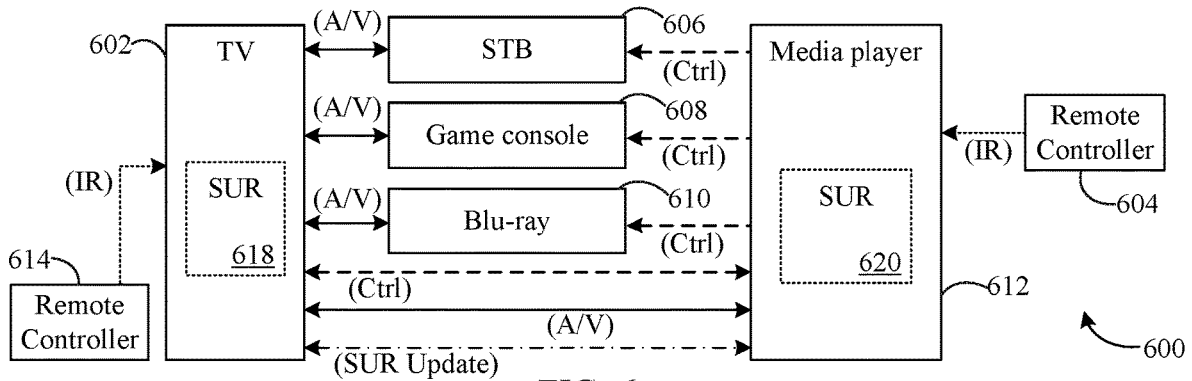 (A/V)
606
602
TV
STB
Media player
(Ctrl)
(A/V)
608
Game console
Remote
Controller
(IR)
(Ctrl)
(IR)
SUR
618
(A/V)
610
Blu-ray
SUR
620
604
(Ctrl)
614
Remote
Controller
(Ctrl)
612
(A/V)
(SUR Update)
600